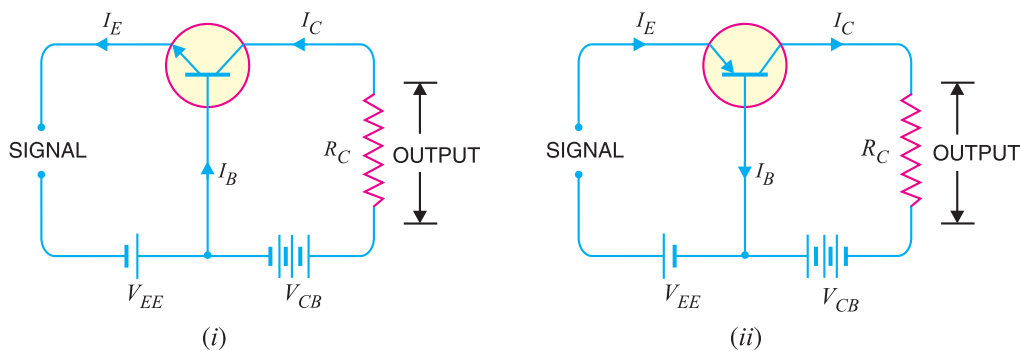 I_E
I_C
SIGNAL
R_C
OUTPUT
I_B
V_EE
V_CB
(i)
I_E
I_C
SIGNAL
R_C
OUTPUT
I_B
V_EE
V_CB
(ii)